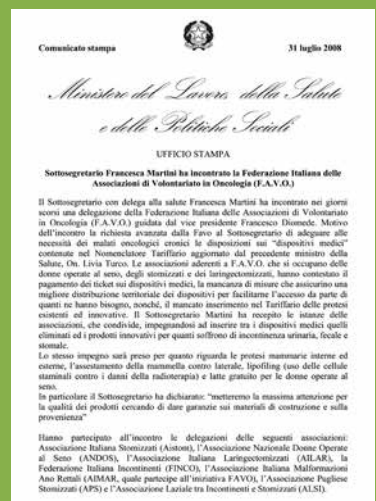 Comunicato stampa
31 luglio 2008
Ministero del Lavoro, della Salute
e delle Politiche Sociali
UFFICIO STAMPA
Sottosegretario Francesca Martini ha incontrato la Federazione Italiana delle
Associazioni di Volontariato in Oncologia (F.A.V.O.)
Il Sottosegretario con delega alla salute Francesca Martini ha incontrato nei giorni
scorsi una delegazione della Federazione Italiana delle Associazioni di Volontariato
in Oncologia (F.A.V.O.) guidata dal vice presidente Francesco Diomede. Motivo
dell'incontro la richiesta avanzata dalla Favo al Sottosegretario di adeguare alle
necessità dei malati oncologici cronici le disposizioni sui "dispositivi medici"
contenute nel Nomenclatore Tariffario aggiornato dal precedente ministro della
Salute, On. Livia Turco. Le associazioni aderenti a F.A.V.O. che si occupano delle
donne operate al seno, degli stomizzati e dei laringectomizzati, hanno contestato il
pagamento dei ticket sui dispositivi medici, la mancanza di misure che assicurino una
migliore distribuzione territoriale dei dispositivi per facilitarne l'accesso da parte di
quanti ne hanno bisogno, nonché, il mancato inserimento nel Tariffario delle protesi
esistenti ed innovative. Il Sottosegretario Martini ha recepito le istanze delle
associazioni, che condivide, impegnandosi ad inserire tra i dispositivi medici quelli
eliminati ed i prodotti innovativi per quanti soffrono di incontinenza urinaria, fecale e
stomale.
Lo stesso impegno sarà preso per quanto riguarda le protesi mammarie interne ed
esterne, l'assestamento della mammella contro laterale, lipofiling (uso delle cellule
staminali contro i danni della radioterapia) e latte gratuito per le donne operate al
seno.
In particolare il Sottosegretario ha dichiarato: "metteremo la massima attenzione per
la qualità dei prodotti cercando di dare garanzie sui materiali di costruzione e sulla
provenienza"
Hanno partecipato all'incontro le delegazioni delle seguenti associazioni:
Associazione Italiana Stomizzati (Aistom), l'Associazione Nazionale Donne Operate
al Seno (ANDOS), l'Associazione Italiana Laringectomizzati (AILAR), la
Federazione Italiana Incontinenti (FINCO), l'Associazione Italiana Malformazioni
Ano Rettali (AIMAR, quale partecipe all'iniziativa FAVO), l'Associazione Pugliese
Stomizzati (APS) e l'Associazione Laziale tra Incontinenti e Stomizzati (ALSI).